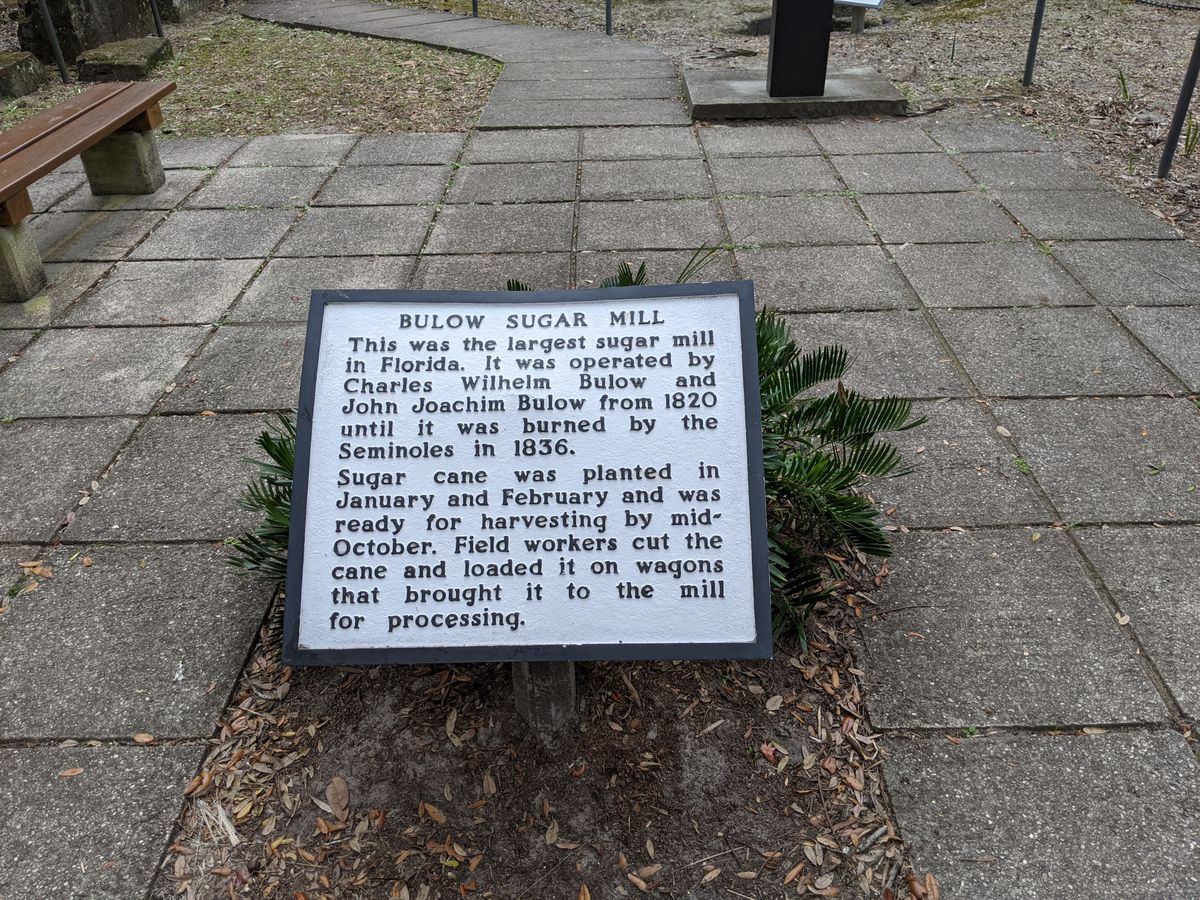 BULOW SUGAR MILL
This was the largest sugar mill
in Florida. It was operated by
Charles Wilhelm Bulow and
John Joachim Bulow from 1820
until it was burned by the
Seminoles in 1836.
Sugar cane was planted in
January and February and was
ready for harvesting by mid-
October. Field workers cut the
cane and loaded it on wagons
that brought it to the mill
for processing.